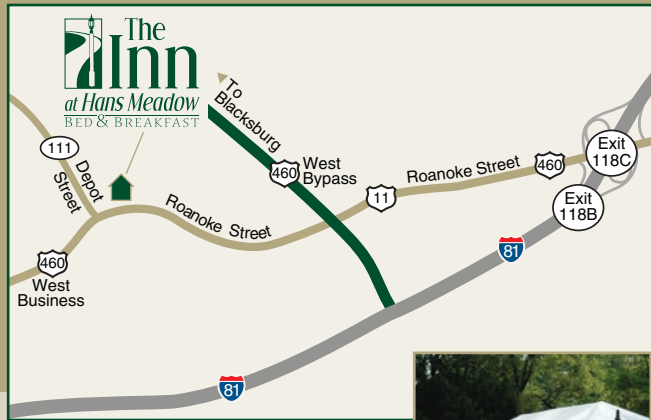 The
Inn
at Hans Meadow
BED & BREAKFAST
To
Blacksburg
111
Depot
Street
460
West
Bypass
Roanoke Street
460
Exit
118C
11
Exit
118B
Roanoke Street
460
West
Business
81
81